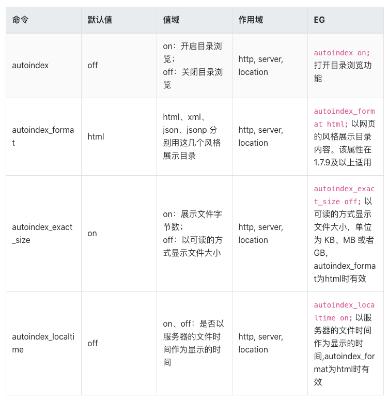 命令 默认值 值域 作用域 EG
autoindex off on：开启目录浏览；off：关闭目录浏览 http, server, location autoindex on; 打开目录浏览功能
autoindex_format html html、xml、json、jsonp 分别用这几个风格展示目录 http, server, location autoindex_format html; 以网页的风格展示目录内容。该属性在1.7.9及以上适用
autoindex_exact_size on on：展示文件字节数；off：以可读的方式显示文件大小 http, server, location autoindex_exact_size off; 以可读的方式显示文件大小，单位为 KB、MB 或者 GB，autoindex_format为html时有效
autoindex_localtime off on、off：是否以服务器的文件时间作为显示的时间 http, server, location autoindex_localtime on; 以服务器的文件时间作为显示的时间,autoindex_format为html时有效